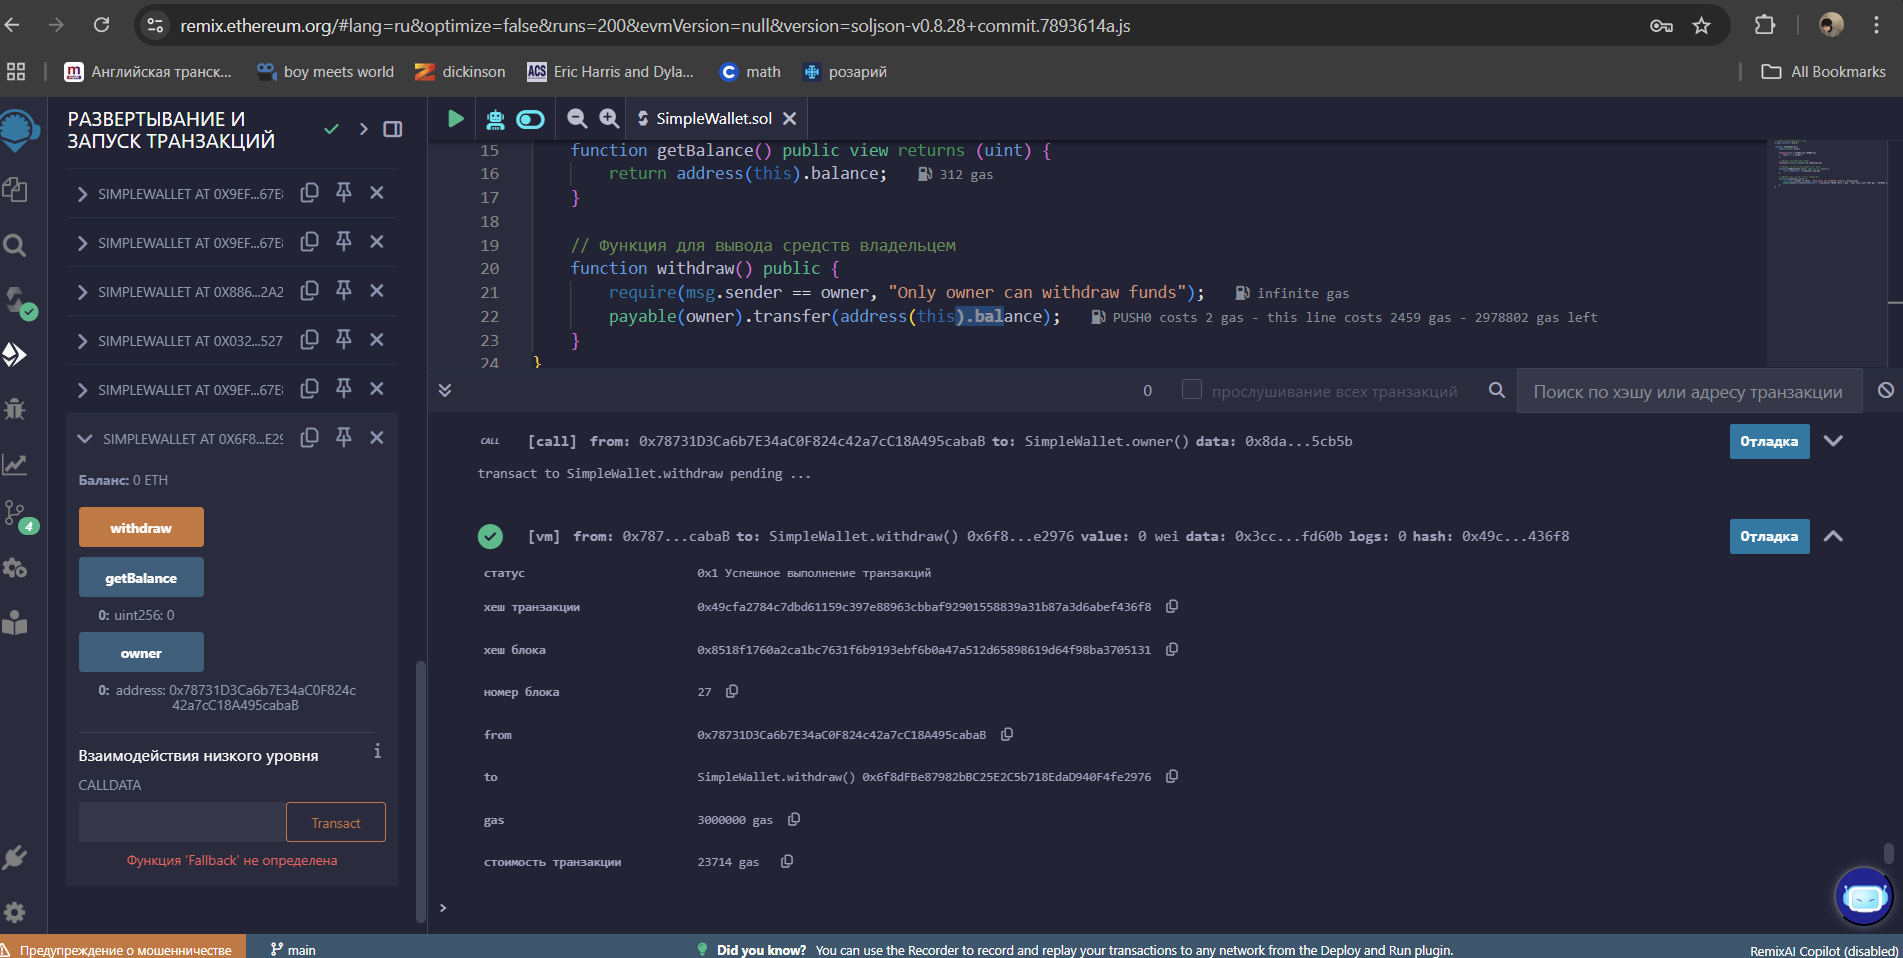 remix.ethereum.org/#lang=ru&optimize=false&runs=200&evmVersion=null&version=soljson-v0.8.28+commit.7893614a.js
Английская транск...
boy meets world
dickinson
ACS
Eric Harris and Dyla...
math
розарий
All Bookmarks
РАЗВЕРТЫВАНИЕ И
ЗАПУСК ТРАНЗАКЦИЙ
SIMPLEWALLET AT 0X9EF...67E
SIMPLEWALLET AT 0X9EF...67E
SIMPLEWALLET AT 0X886...2A2
SIMPLEWALLET AT 0X032...527
SIMPLEWALLET AT 0X9EF...67E
SIMPLEWALLET AT 0X6F8...E29
Баланс: 0 ETH
withdraw
getBalance
0: uint256: 0
owner
0: address: 0x78731D3Ca6b7E34aC0F824c
42a7cC18A495cabaB
Взаимодействия низкого уровня
i
CALLDATA
Transact
Функция 'Fallback' не определена
4
SimpleWallet.sol
15 function getBalance() public view returns (uint) {
16 return address(this).balance; 312 gas
17 }
18
19 // Функция для вывода средств владельцем
20 function withdraw() public {
21 require(msg.sender == owner, "Only owner can withdraw funds"); infinite gas
22 payable(owner).transfer(address(this).balance); PUSH0 costs 2 gas - this line costs 2459 gas - 2978802 gas left
23 }
24 }
0
прослушивание всех транзакций
Поиск по хэшу или адресу транзакции
CALL [call] from: 0x78731D3Ca6b7E34aC0F824c42a7cC18A495cabaB to: SimpleWallet.owner() data: 0x8da...5cb5b
Отладка
transact to SimpleWallet.withdraw pending ...
[vm] from: 0x787...cabaB to: SimpleWallet.withdraw() 0x6f8...e2976 value: 0 wei data: 0x3cc...fd60b logs: 0 hash: 0x49c...436f8
Отладка
статус 0x1 Успешное выполнение транзакций
хеш транзакции 0x49cfa2784c7dbd61159c397e88963cbbaf92901558839a31b87a3d6abef436f8
хеш блока 0x8518f1760a2ca1bc7631f6b9193ebf6b0a47a512d65898619d64f98ba3705131
номер блока 27
from 0x78731D3Ca6b7E34aC0F824c42a7cC18A495cabaB
to SimpleWallet.withdraw() 0x6f8dFBe87982bBC25E2C5b718EdaD940F4fe2976
gas 3000000 gas
стоимость транзакции 23714 gas
>
Предупреждение о мошенничестве
main
Did you know? You can use the Recorder to record and replay your transactions to any network from the Deploy and Run plugin.
RemixAI Copilot (disabled)